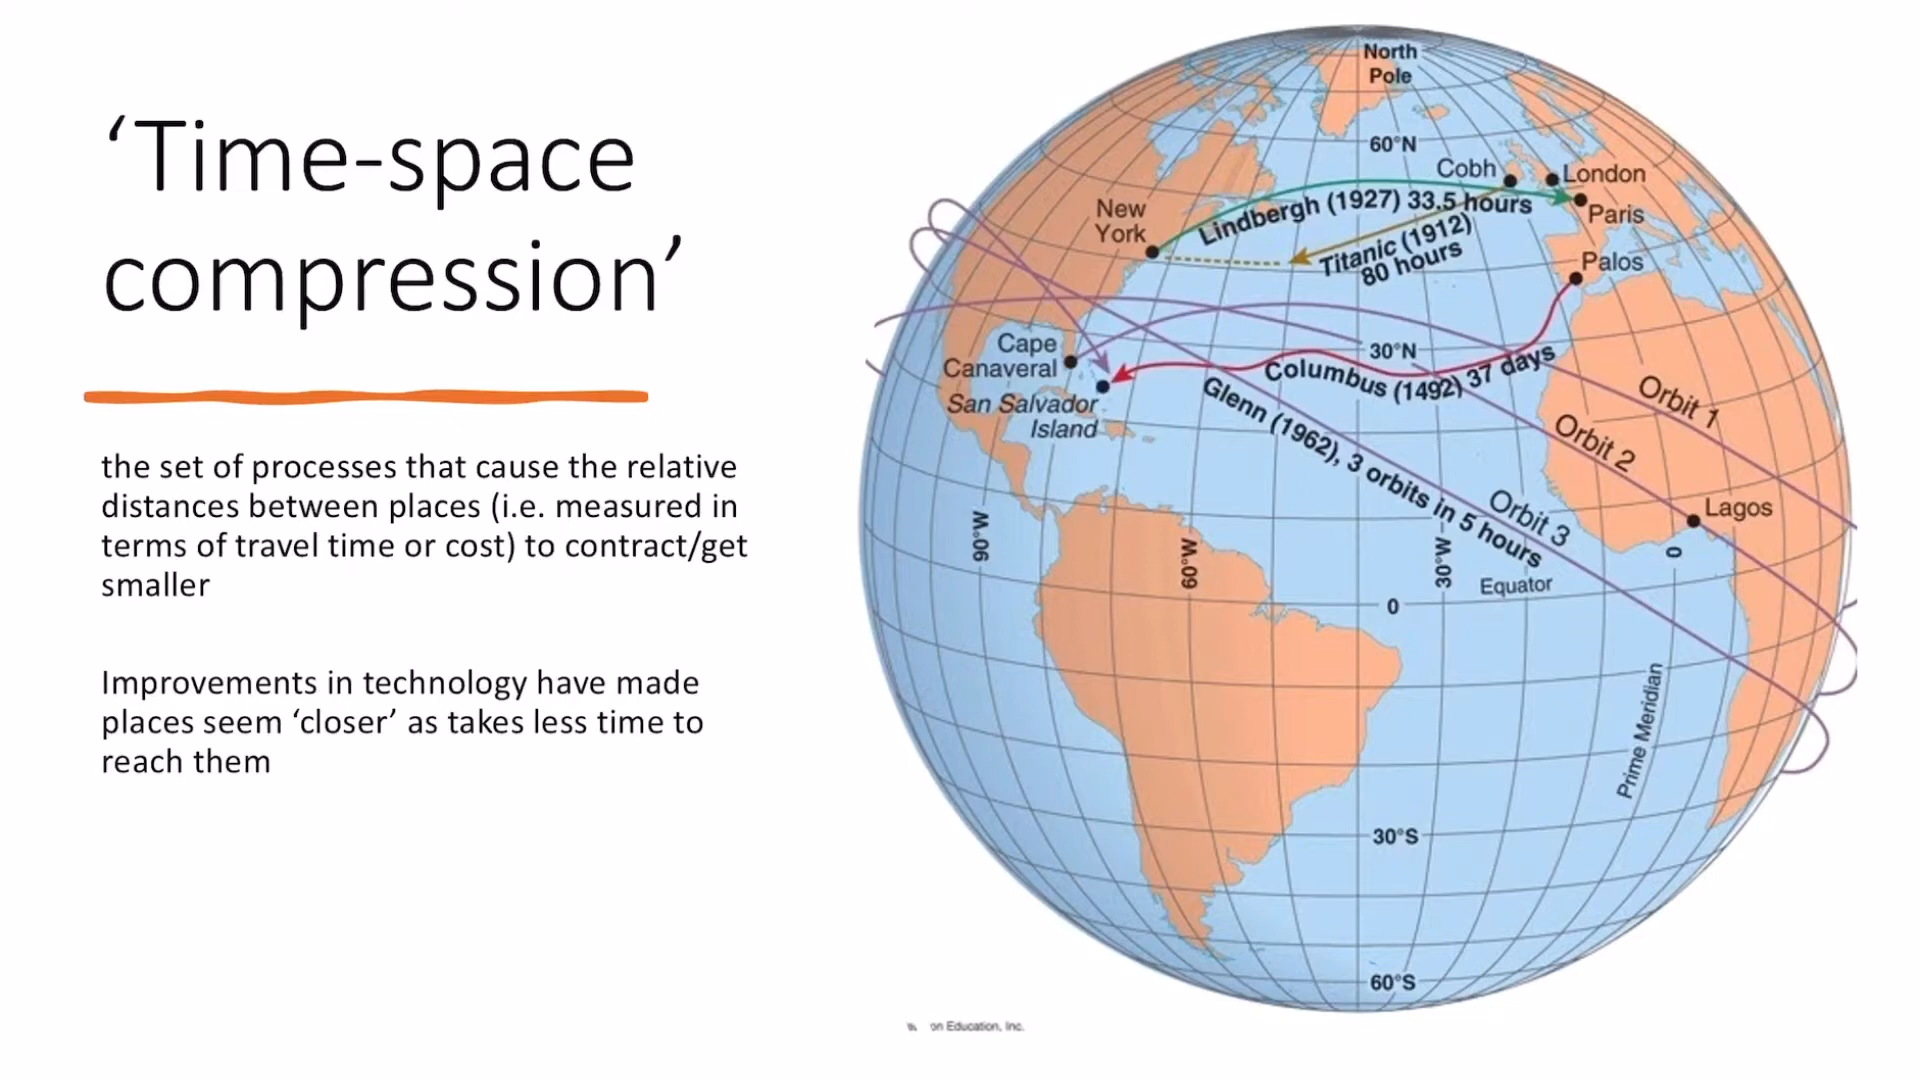 ‘Time-space
compression’
the set of processes that cause the relative
distances between places (i.e. measured in
terms of travel time or cost) to contract/get
smaller
Improvements in technology have made
places seem ‘closer’ as takes less time to
reach them
North
Pole
60°N
Cobh
London
Paris
New
York
Lindbergh (1927) 33.5 hours
Titanic (1912)
80 hours
Palos
30°N
Cape
Canaveral
San Salvador
Island
Columbus (1492) 37 days
Glenn (1962), 3 orbits in 5 hours
Orbit 1
Orbit 2
Orbit 3
Lagos
90°W
60°W
30°W
0
Equator
0
Prime Meridian
30°S
60°S
on Education, Inc.